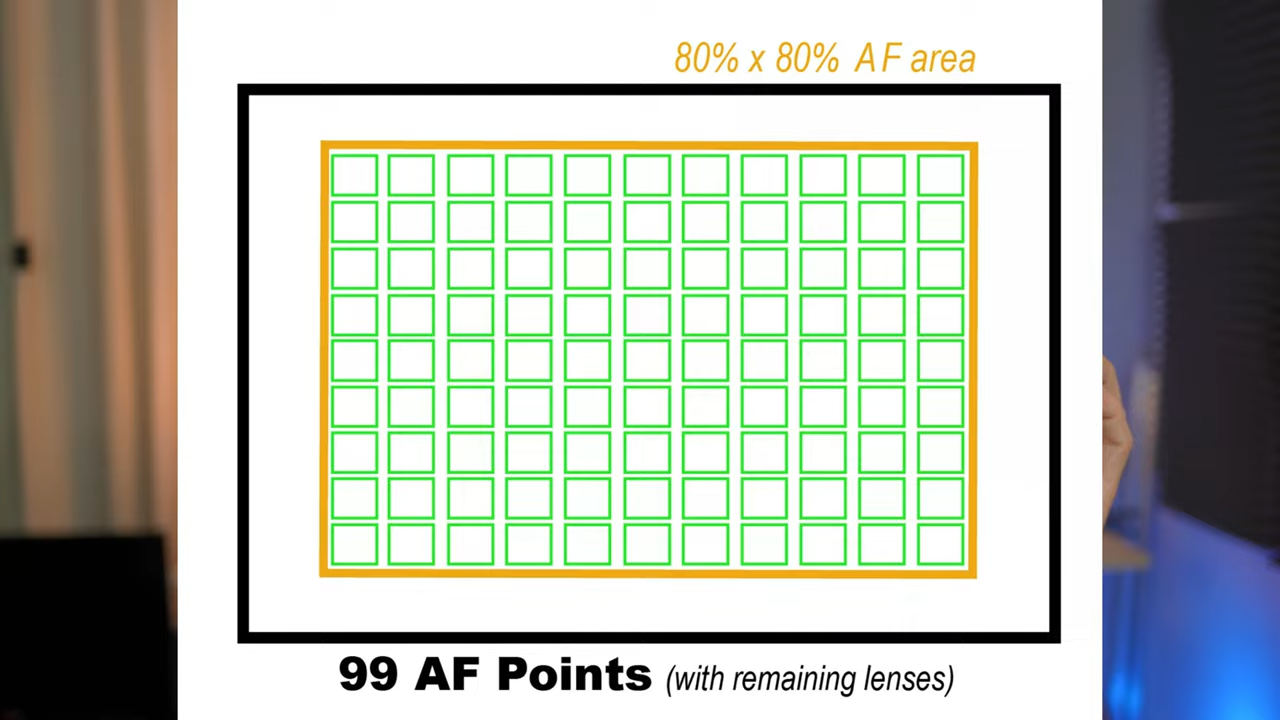 80% x 80% AF area
99 AF Points (with remaining lenses)